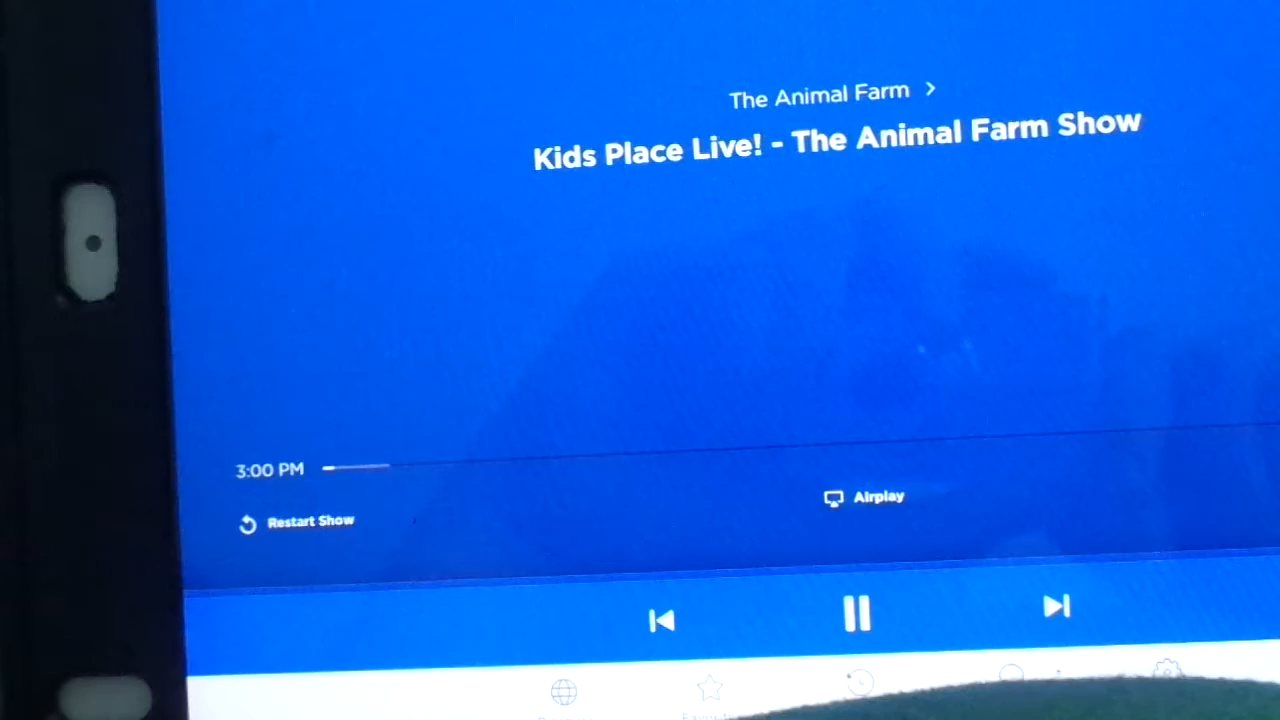 The Animal Farm
Kids Place Live! - The Animal Farm Show
3:00 PM
Restart Show
Airplay